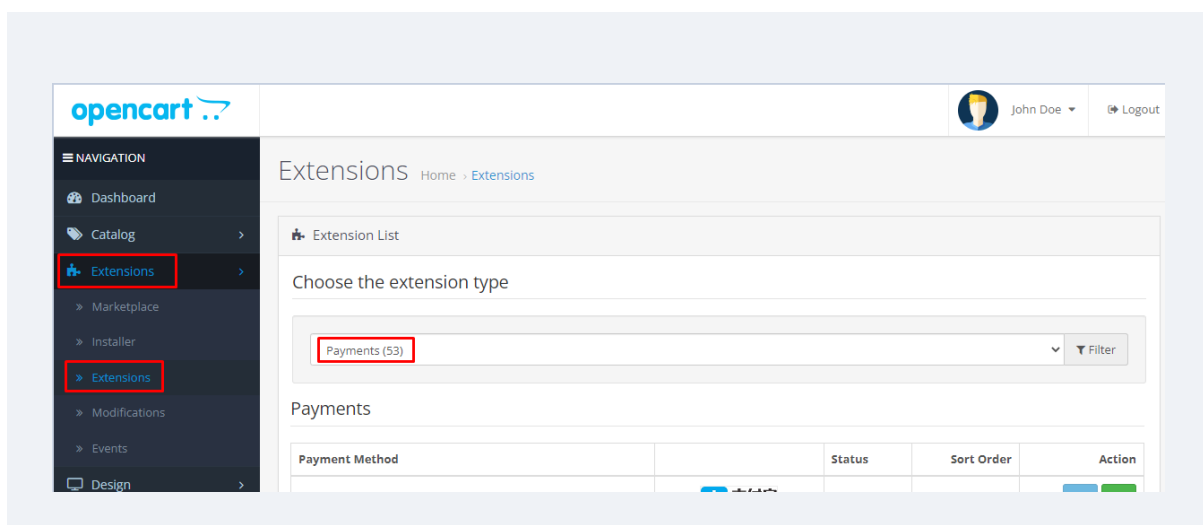 opencart
John Doe
Logout
NAVIGATION
Extensions Home › Extensions
Dashboard
Catalog
Extension List
Extensions
Choose the extension type
Marketplace
Installer
Payments (53)
Filter
Extensions
Modifications
Payments
Events
Payment Method Status Sort Order Action
Design